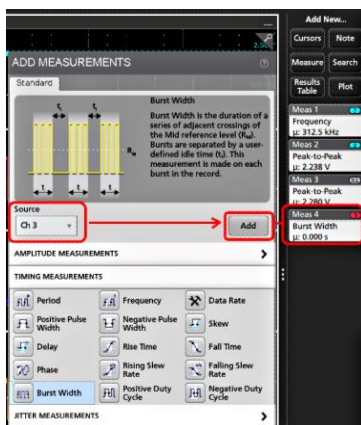 Add New...
Cursors Note
Measure Search
Results Table Plot
ADD MEASUREMENTS
Standard
Burst Width
Burst Width is the duration of a
series of adjacent crossings of
the Mid reference level (RM).
Bursts are separated by a user-
defined idle time (tI). This
measurement is made on each
burst in the record.
Source
Ch 3
Add
AMPLITUDE MEASUREMENTS
TIMING MEASUREMENTS
Period Frequency Data Rate
Positive Pulse Width Negative Pulse Width Skew
Delay Rise Time Fall Time
Phase Rising Slew Rate Falling Slew Rate
Burst Width Positive Duty Cycle Negative Duty Cycle
JITTER MEASUREMENTS
Meas 1
Frequency
μ: 312.5 kHz
Meas 2
Peak-to-Peak
μ: 2.238 V
Meas 3
Peak-to-Peak
μ: 2.280 V
Meas 4
Burst Width
μ: 0.000 s